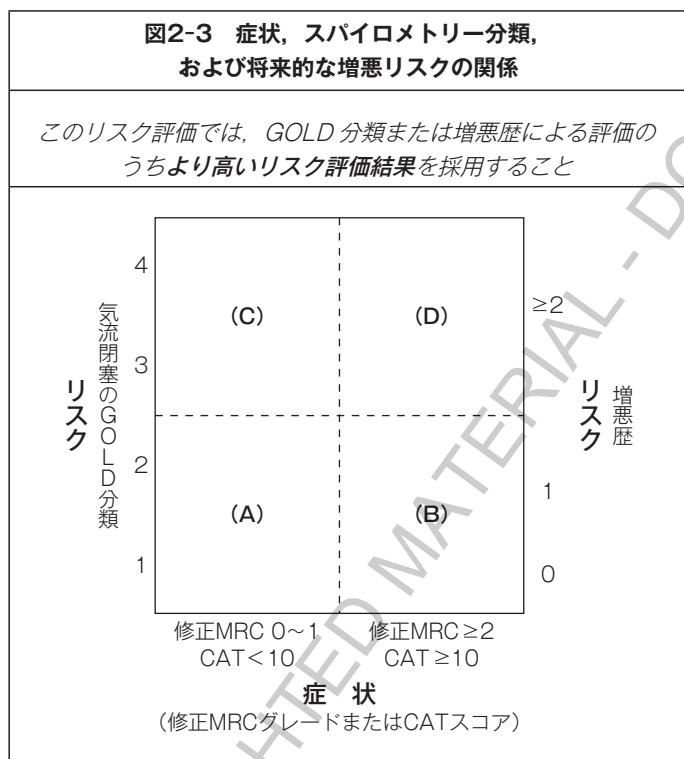 図2-3 症状，スパイロメトリー分類，
および将来的な増悪リスクの関係
このリスク評価では，GOLD 分類または増悪歴による評価の
うちより高いリスク評価結果を採用すること
リスク
気流閉塞のGOLD分類
4
3
2
1
(C)
(D)
(A)
(B)
≥2
1
0
リスク
増悪歴
修正MRC 0～1
CAT＜10
修正MRC≥2
CAT≥10
症 状
（修正MRCグレードまたはCATスコア）
HTED MATERIAL - DO